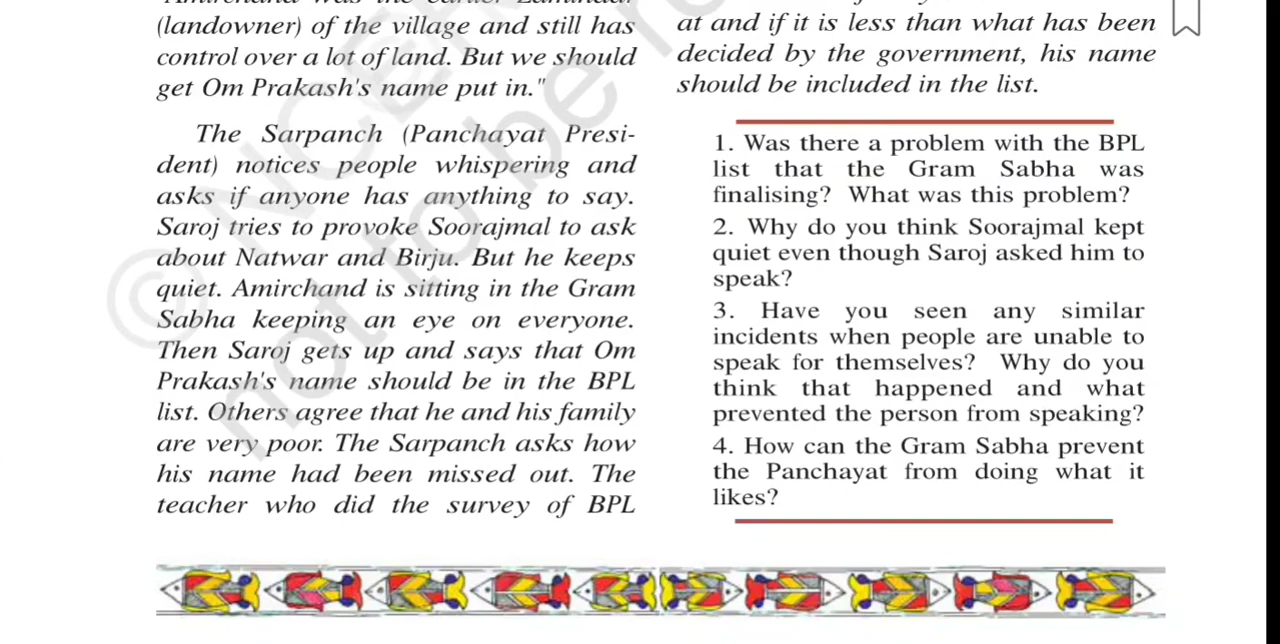 (landowner) of the village and still has
control over a lot of land. But we should
get Om Prakash's name put in."
The Sarpanch (Panchayat Presi-
dent) notices people whispering and
asks if anyone has anything to say.
Saroj tries to provoke Soorajmal to ask
about Natwar and Birju. But he keeps
quiet. Amirchand is sitting in the Gram
Sabha keeping an eye on everyone.
Then Saroj gets up and says that Om
Prakash's name should be in the BPL
list. Others agree that he and his family
are very poor. The Sarpanch asks how
his name had been missed out. The
teacher who did the survey of BPL
at and if it is less than what has been
decided by the government, his name
should be included in the list.
1. Was there a problem with the BPL
list that the Gram Sabha was
finalising? What was this problem?
2. Why do you think Soorajmal kept
quiet even though Saroj asked him to
speak?
3. Have you seen any similar
incidents when people are unable to
speak for themselves? Why do you
think that happened and what
prevented the person from speaking?
4. How can the Gram Sabha prevent
the Panchayat from doing what it
likes?
© NCE
not to be re